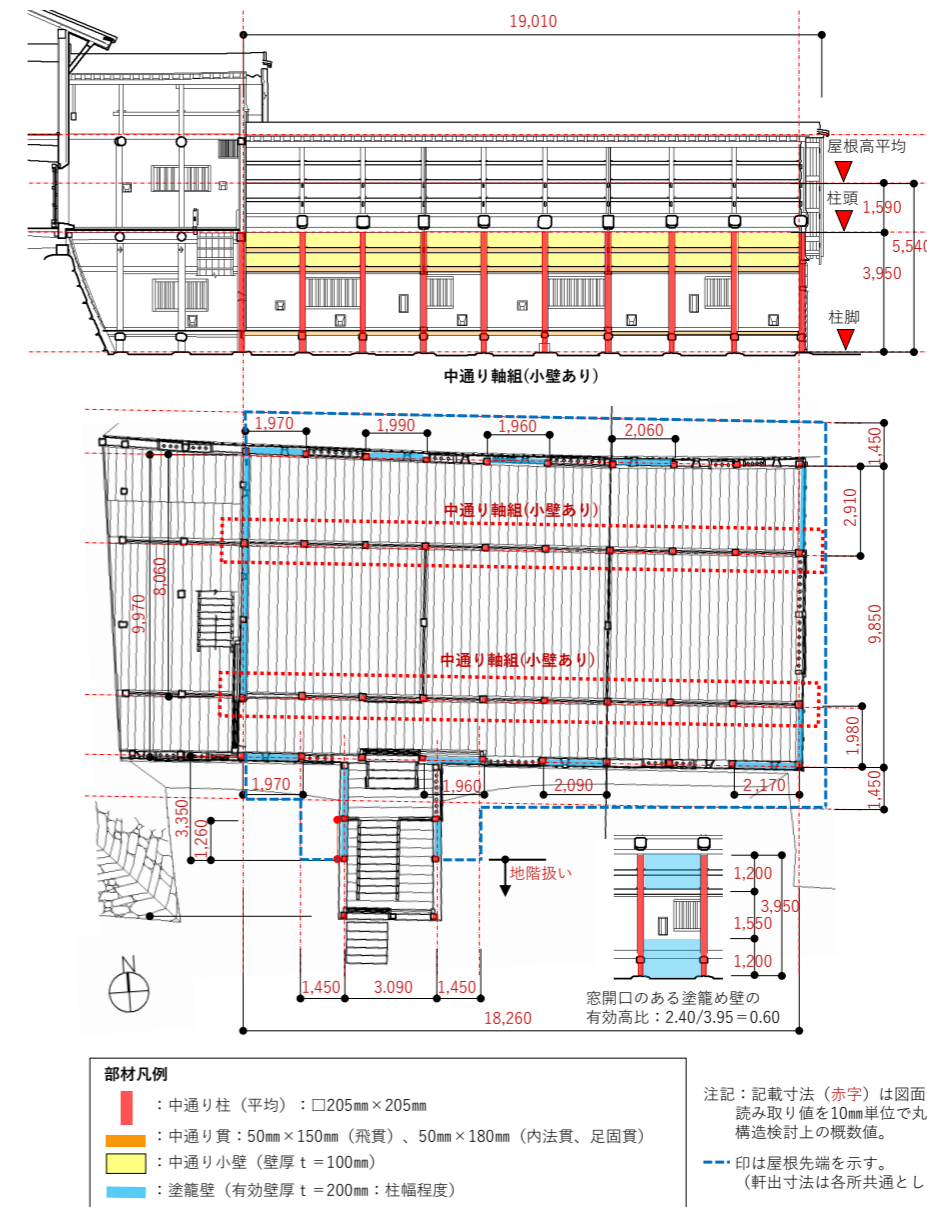 19,010
屋根高平均
柱頭
1,590
5,540
3,950
柱脚
中通り軸組(小壁あり)
1,970
1,990
1,960
2,060
1,450
中通り軸組(小壁あり)
2,910
8,060
9,970
9,850
中通り軸組(小壁あり)
1,980
1,970
1,960
2,090
2,170
1,450
3,350
1,260
地階扱い
1,200
3,950
1,550
1,200
N
1,450
3.090
1,450
窓開口のある塗籠め壁の
有効高比：2.40/3.95＝0.60
18,260
部材凡例
：中通り柱（平均）：□205㎜×205㎜
：中通り貫：50㎜×150㎜（飛貫）、50㎜×180㎜（内法貫、足固貫）
：中通り小壁（壁厚ｔ＝100㎜）
：塗籠壁（有効壁厚ｔ＝200㎜：柱幅程度）
注記：記載寸法（赤字）は図面
読み取り値を10㎜単位で丸
構造検討上の概数値。
印は屋根先端を示す。
（軒出寸法は各所共通とし